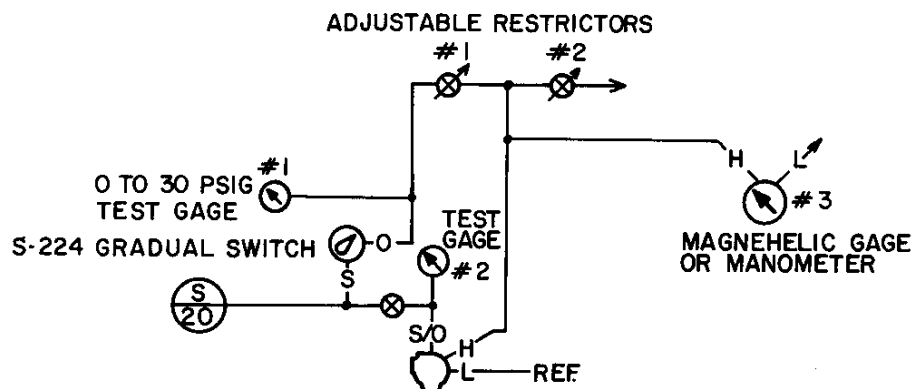 ADJUSTABLE RESTRICTORS
#1
#2
#1
0 TO 30 PSIG
TEST GAGE
H
L
#3
TEST
GAGE
#2
S-224 GRADUAL SWITCH
O
S
MAGNEHELIC GAGE
OR MANOMETER
S
20
S/O
H
L
REF.